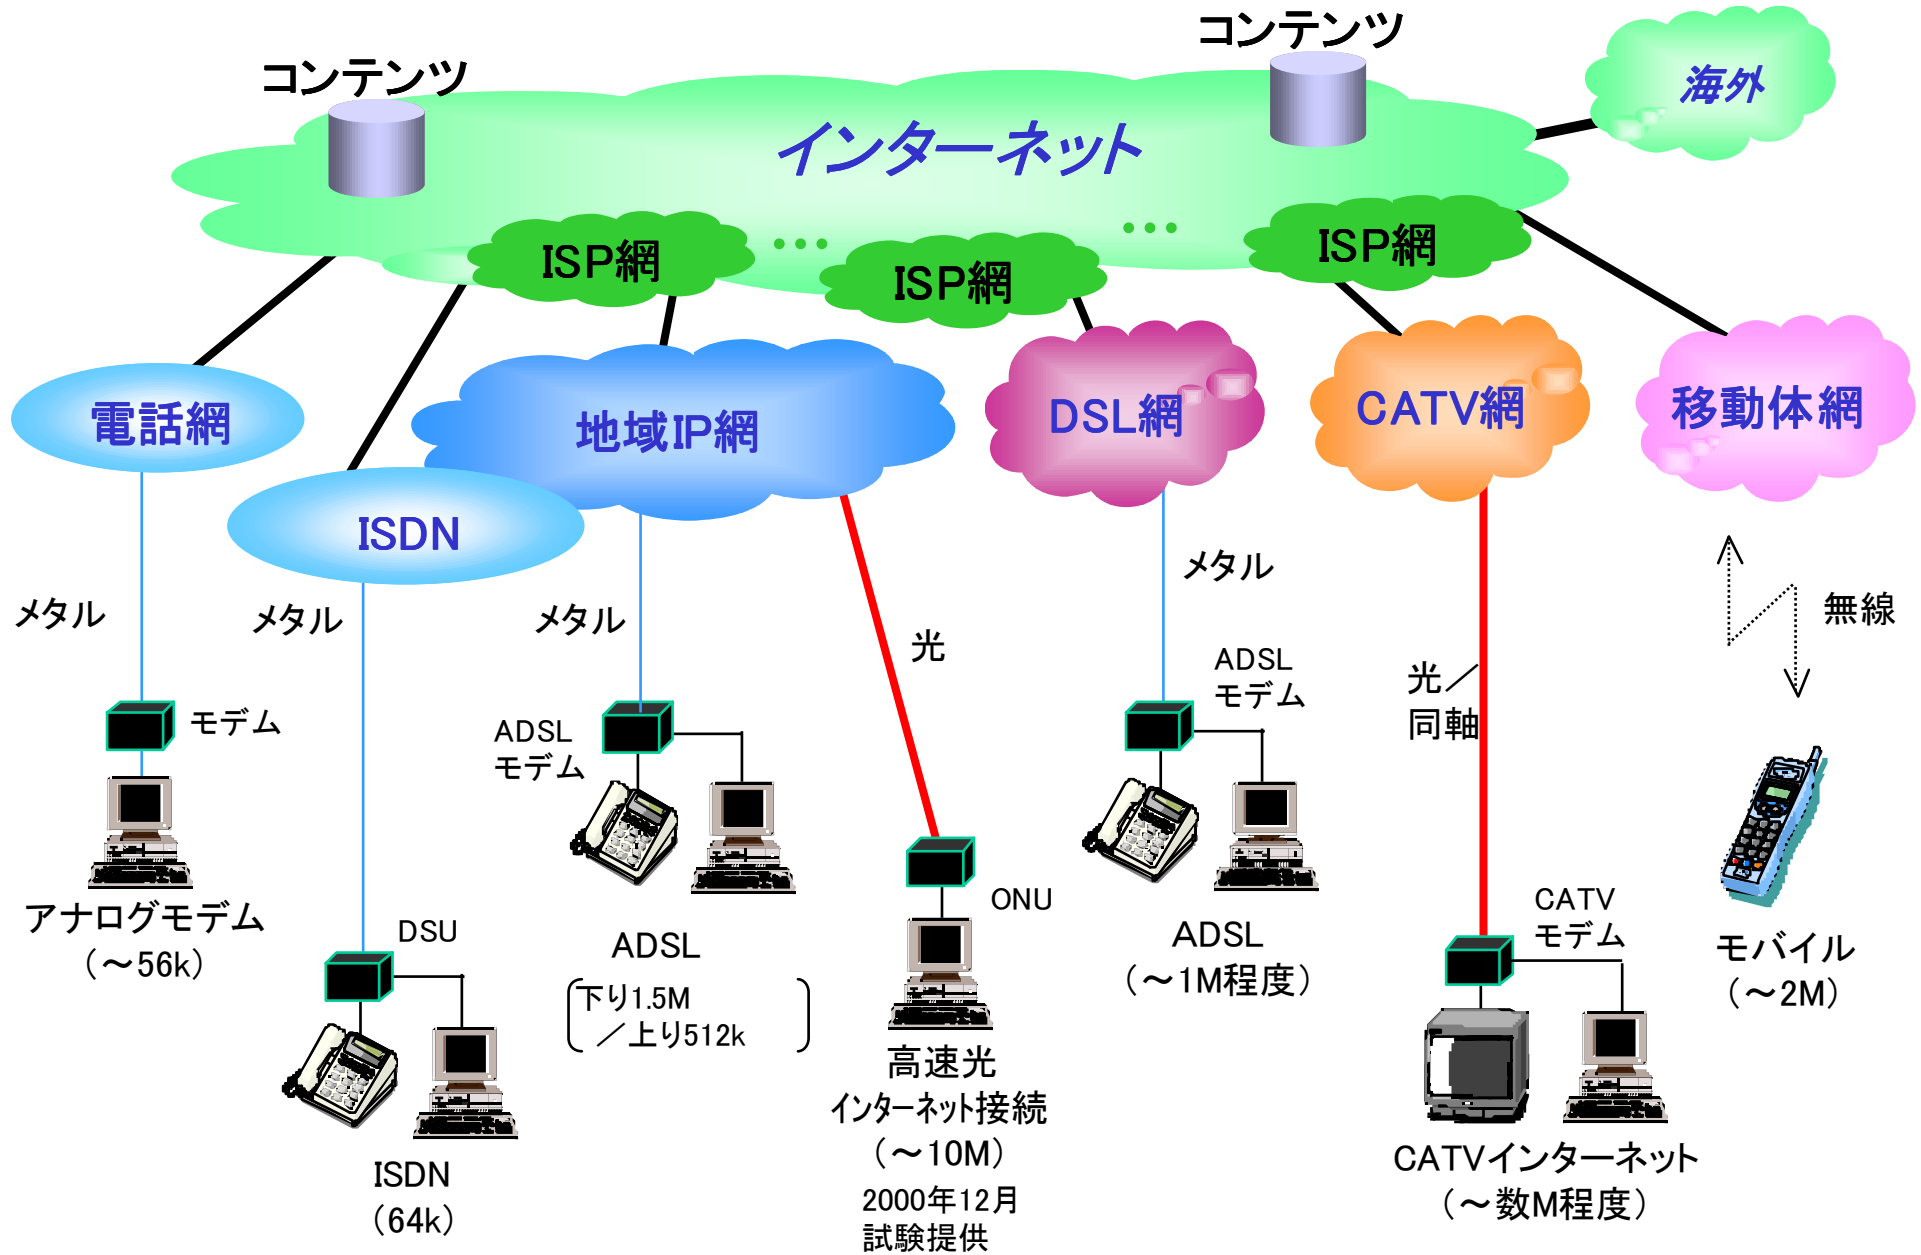 コンテンツ
コンテンツ
海外
インターネット
ISP網
・・・
ISP網
・・・
ISP網
電話網
地域IP網
DSL網
CATV網
移動体網
ISDN
メタル
メタル
メタル
光
メタル
光／
同軸
無線
モデム
ADSL
モデム
ADSL
モデム
アナログモデム
（～56k）
DSU
ADSL
下り1.5M
／上り512k
ONU
ADSL
（～1M程度）
CATV
モデム
モバイル
（～2M）
ISDN
（64k）
高速光
インターネット接続
（～10M）
2000年12月
試験提供
CATVインターネット
（～数M程度）